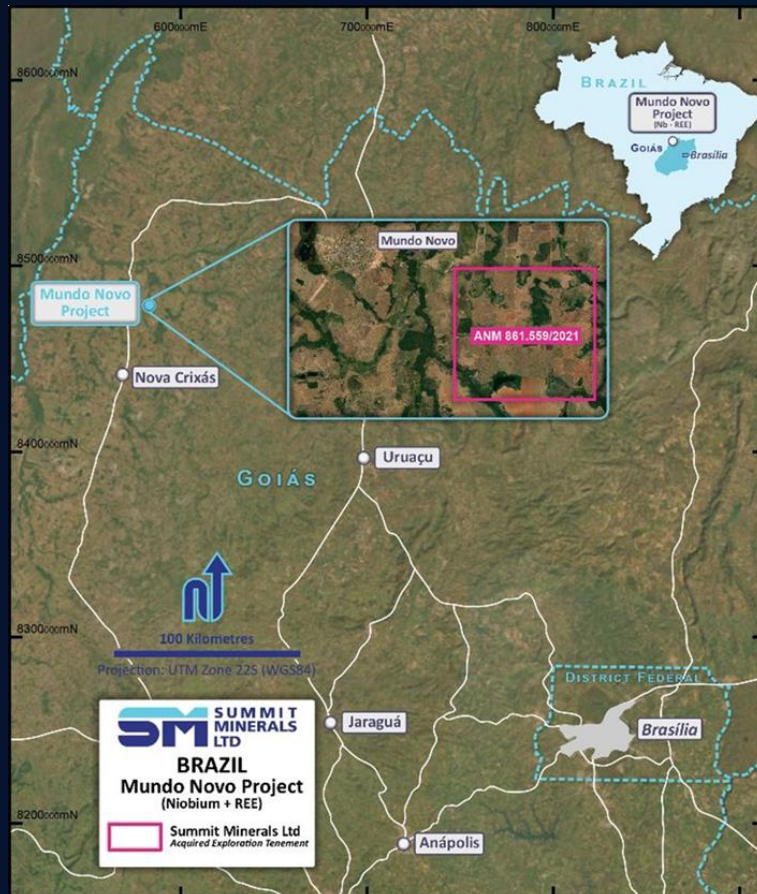 600000mE
700000mE
800000mE
8600000mN
BRAZIL
Mundo Novo
Project
(Nb - REE)
GOIÁS
Brasília
8500000mN
Mundo Novo
Mundo Novo
Project
ANM 861.559/2021
Nova Crixás
8400000mN
Uruaçu
GOIÁS
100 Kilometres
8300000mN
Projection: UTM Zone 22S (WGS84)
DISTRICT FEDERAL
SM SUMMIT
MINERALS
LTD
Jaraguá
Brasília
BRAZIL
Mundo Novo Project
(Niobium + REE)
8200000mN
Summit Minerals Ltd
Acquired Exploration Tenement
Anápolis